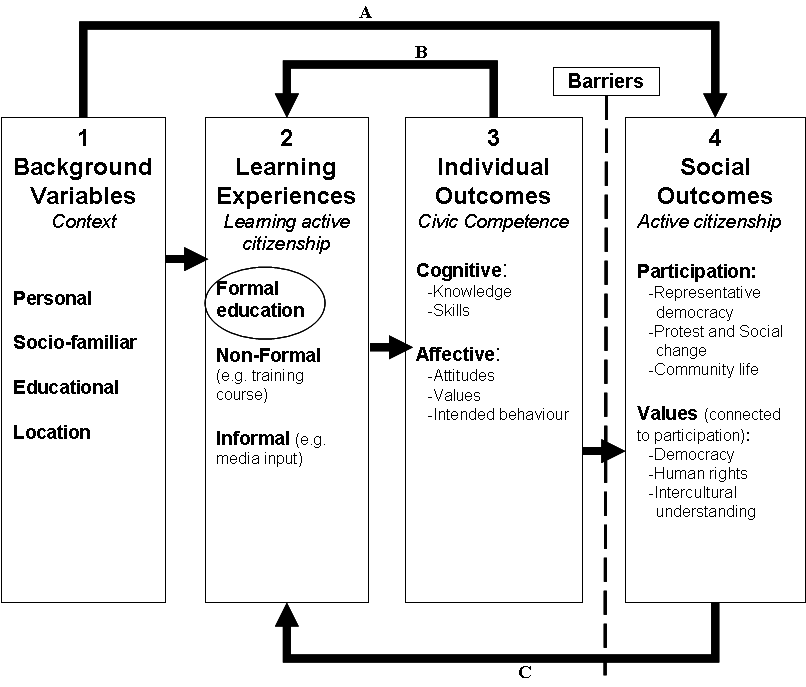 A
B
Barriers
1
Background
Variables
Context
Personal
Socio-familiar
Educational
Location
2
Learning
Experiences
Learning active
citizenship
Formal
education
Non-Formal
(e.g. training
course)
Informal (e.g.
media input)
3
Individual
Outcomes
Civic Competence
Cognitive:
-Knowledge
-Skills
Affective:
-Attitudes
-Values
-Intended behaviour
4
Social
Outcomes
Active citizenship
Participation:
-Representative
democracy
-Protest and Social
change
-Community life
Values (connected
to participation):
-Democracy
-Human rights
-Intercultural
understanding
C